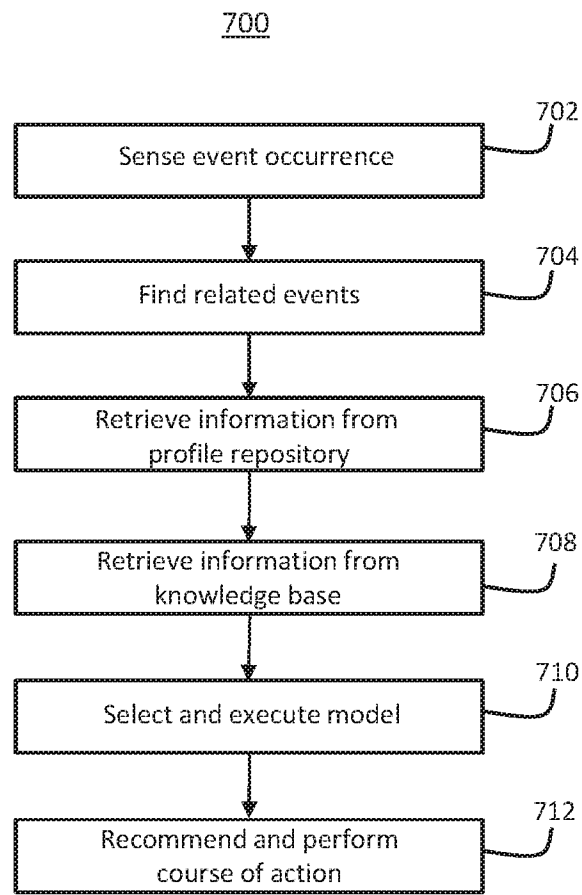 700
702
Sense event occurrence
704
Find related events
706
Retrieve information from
profile repository
708
Retrieve information from
knowledge base
710
Select and execute model
712
Recommend and perform
course of action